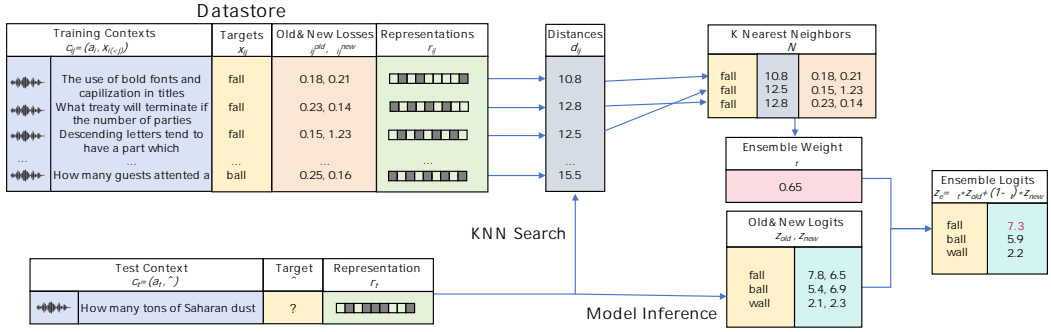 Datastore
Training Contexts
c_ij=(a_i, x_i(<j))
Targets
x_ij
Old& New Losses
_ij^old, _ij^new
Representations
r_ij
The use of bold fonts and
capilization in titles
fall
0.18, 0.21
What treaty will terminate if
the number of parties
fall
0.23, 0.14
Descending letters tend to
have a part which
fall
0.15, 1.23
...
...
...
...
...
How many guests attented a
ball
0.25, 0.16
Distances
d_ij
10.8
12.8
12.5
...
15.5
K Nearest Neighbors
N
fall 10.8 0.18, 0.21
fall 12.5 0.15, 1.23
fall 12.8 0.23, 0.14
Ensemble Weight
t
0.65
KNN Search
Test Context
c_t=(a_t, ˆ)
Target
ˆ
Representation
r_t
How many tons of Saharan dust
?
Model Inference
Old& New Logits
z_old, z_new
fall 7.8, 6.5
ball 5.4, 6.9
wall 2.1, 2.3
Ensemble Logits
z_e= _t*z_old+(1-_t)*z_new
fall 7.3
ball 5.9
wall 2.2